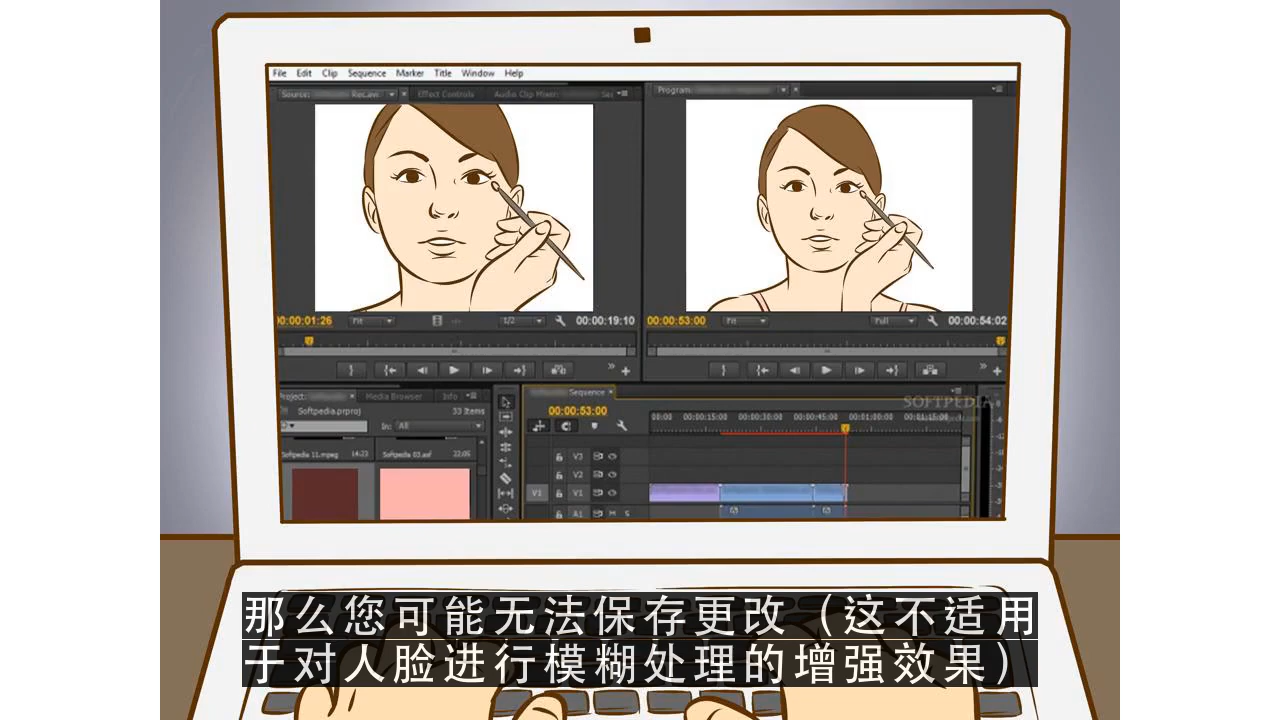 File Edit Clip Sequence Marker Title Window Help
Source: Rec.avi Effect Controls Audio Clip Mixer:
Program:
00:00:01:26 Fit 1/2 00:00:19:10
00:00:53:00 Fit Full 00:00:54:02
Project: Media Browser Info
Softpedia.prproj 33 Items
In: All
Softpedia 11.mpeg 14:23 Softpedia 03.asf 22:05
Sequence
00:00:53:00
00:00 00:00:15:00 00:00:30:00 00:00:45:00 00:01:00:00 00:01:15:00
SOFTPEDIA
V3
V2
V1 V1
A1 M S
那么您可能无法保存更改（这不适用
于对人脸进行模糊处理的增强效果）